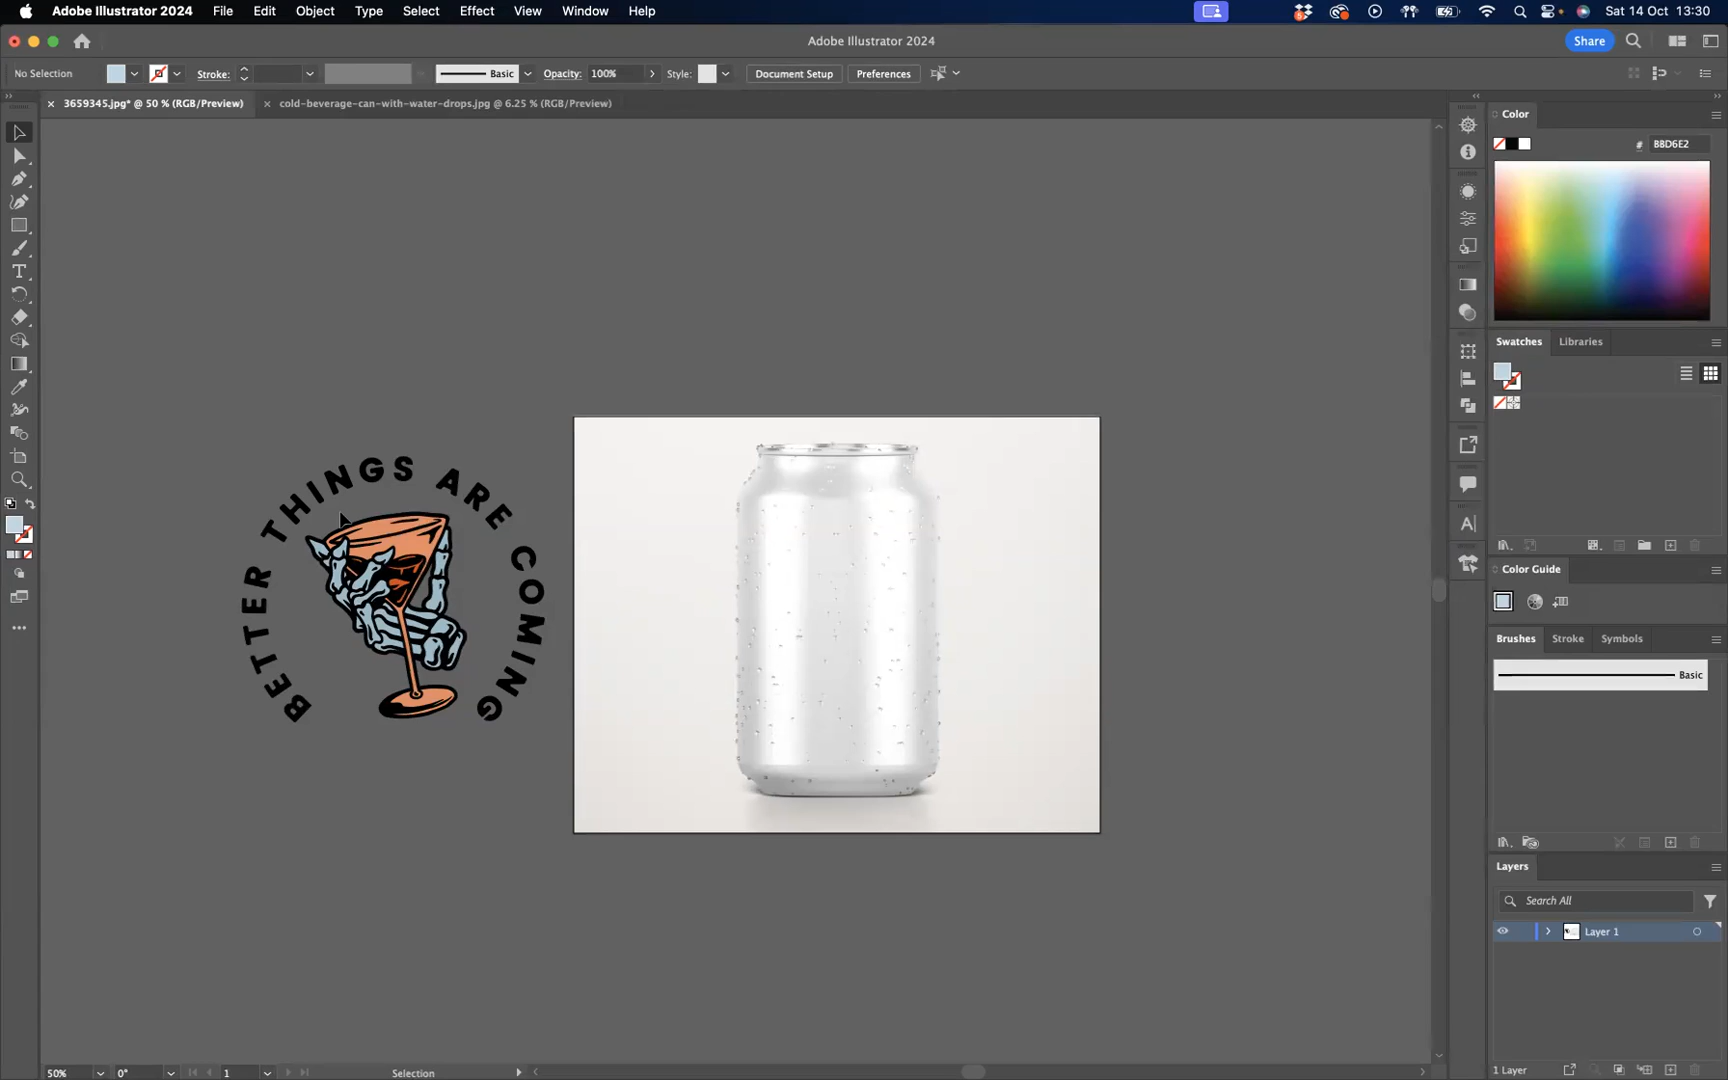 Adobe Illustrator 2024 File Edit Object Type Select Effect View Window Help Sat 14 Oct 13:30
Adobe Illustrator 2024
Share
No Selection Stroke: Basic Opacity: 100% Style: Document Setup Preferences
3659345.jpg* @ 50 % (RGB/Preview) cold-beverage-can-with-water-drops.jpg @ 6.25 % (RGB/Preview)
Color
# BBD6E2
Swatches Libraries
BETTER THINGS ARE COMING
Color Guide
Brushes Stroke Symbols
Basic
Layers
Search All
Layer 1
50% 0° 1 Selection
1 Layer